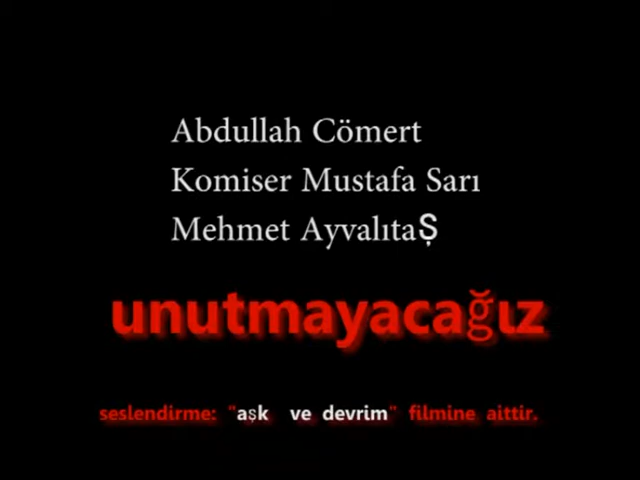 Abdullah Cömert
Komiser Mustafa Sarı
Mehmet AyvalıtaŞ
unutmayacağız
seslendirme: "aşk ve devrim" filmine aittir.